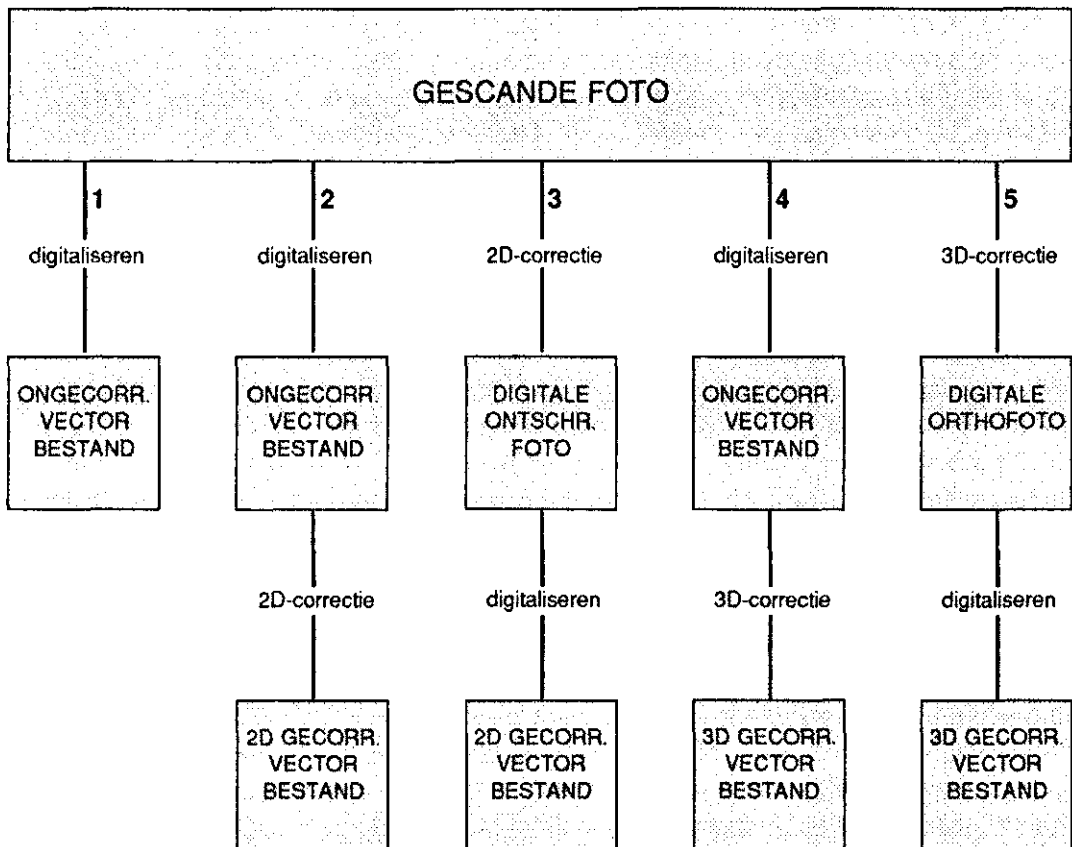 GESCANDE FOTO
1
2
3
4
5
digitaliseren
digitaliseren
2D-correctie
digitaliseren
3D-correctie
ONGECORR.
VECTOR
BESTAND
ONGECORR.
VECTOR
BESTAND
DIGITALE
ONTSCHR.
FOTO
ONGECORR.
VECTOR
BESTAND
DIGITALE
ORTHOFOTO
2D-correctie
digitaliseren
3D-correctie
digitaliseren
2D GECORR.
VECTOR
BESTAND
2D GECORR.
VECTOR
BESTAND
3D GECORR.
VECTOR
BESTAND
3D GECORR.
VECTOR
BESTAND